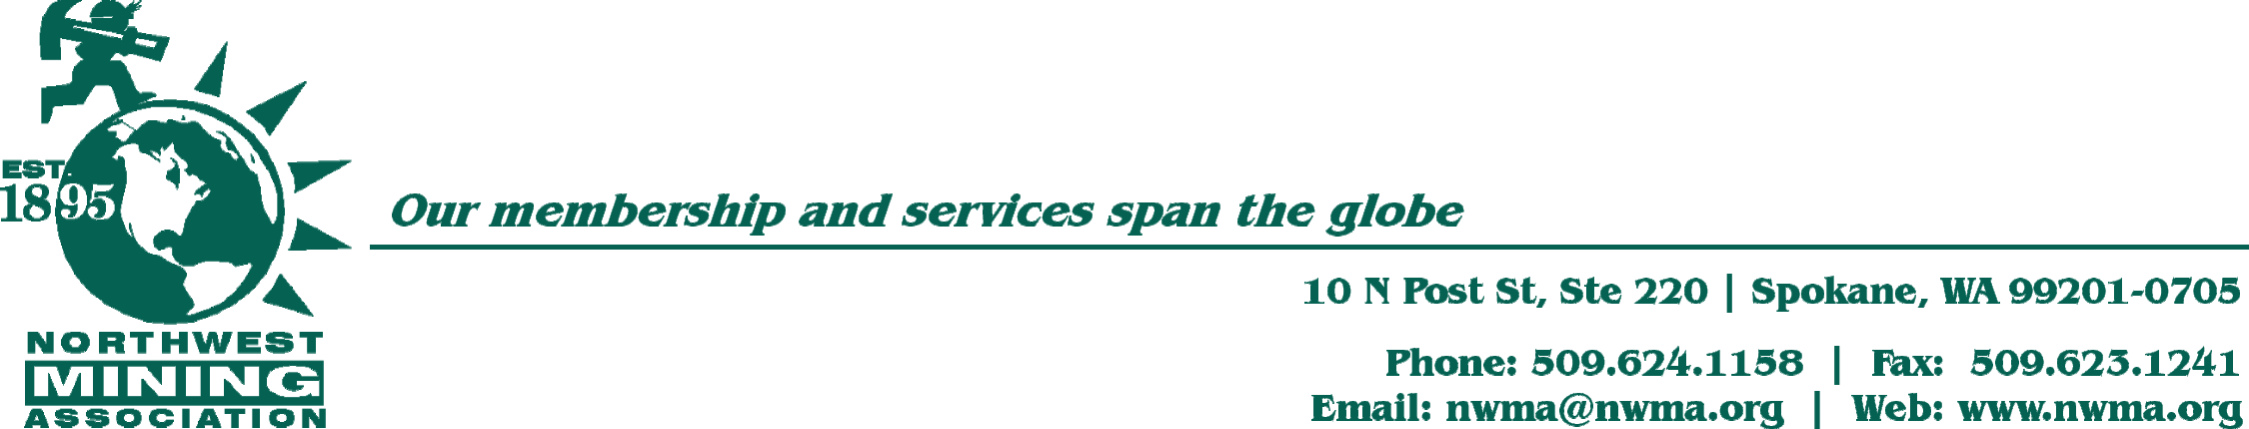 EST.
1895
NORTHWEST
MINING
ASSOCIATION
Our membership and services span the globe
10 N Post St, Ste 220 | Spokane, WA 99201-0705
Phone: 509.624.1158 | Fax: 509.623.1241
Email: nwma@nwma.org | Web: www.nwma.org